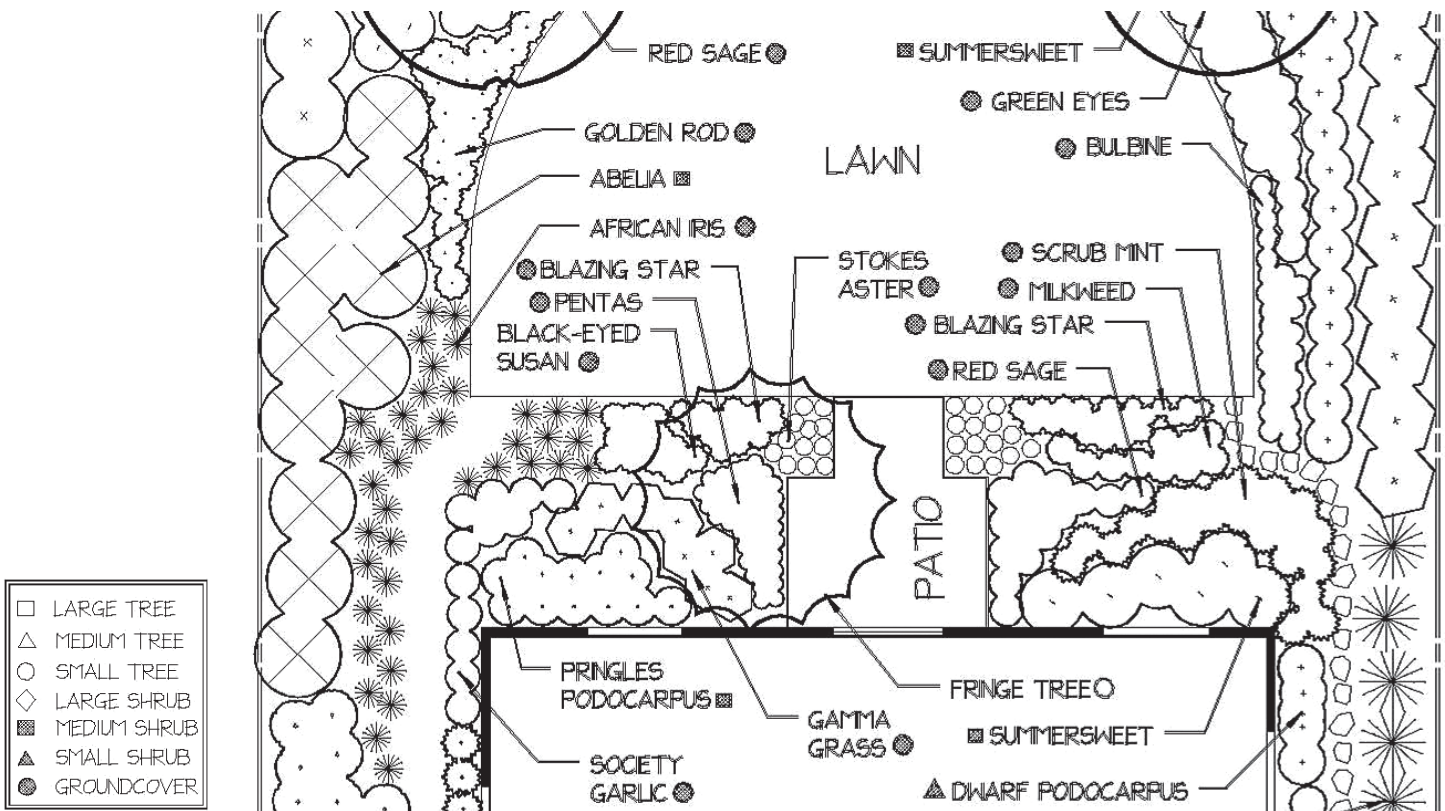 RED SAGE
SUMMERSWEET
GREEN EYES
GOLDEN ROD
LAWN
BULBINE
ABELIA
AFRICAN IRIS
BLAZING STAR
STOKES
ASTER
SCRUB MINT
PENTAS
MILKWEED
BLACK-EYED
SUSAN
BLAZING STAR
RED SAGE
PATIO
LARGE TREE
MEDIUM TREE
SMALL TREE
LARGE SHRUB
MEDIUM SHRUB
SMALL SHRUB
GROUNDCOVER
PRINGLES
PODOCARPUS
FRINGE TREE
GAMMA
GRASS
SUMMERSWEET
SOCIETY
GARLIC
DWARF PODOCARPUS